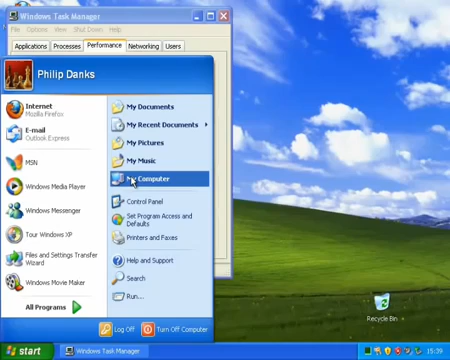 Windows Task Manager
File Options View Shut Down Help
Applications Processes Performance Networking Users
Philip Danks
Internet
Mozilla Firefox
E-mail
Outlook Express
MSN
Windows Media Player
Windows Messenger
Tour Windows XP
Files and Settings Transfer
Wizard
Windows Movie Maker
All Programs
My Documents
My Recent Documents
My Pictures
My Music
My Computer
Control Panel
Set Program Access and
Defaults
Printers and Faxes
Help and Support
Search
Run...
Log Off Turn Off Computer
Recycle Bin
start Windows Task Manager 15:39